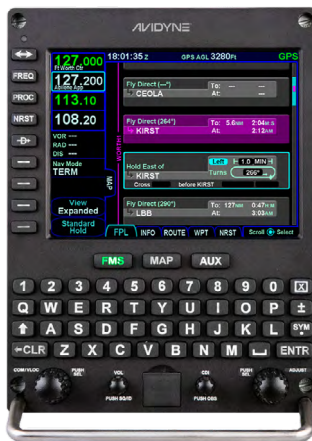 AVIDYNE
127.000 18:01:35 z GPS AGL 3280Ft GPS
Ft Worth Ctr
127.200
Abilene App
113.10
108.20
VOR ---
RAD ---
DIS ---
Nav Mode
TERM
View
Expanded
Standard
Hold
FREQ
PROC
NRST
-D→
WORTH5
MAP
Fly Direct (---°) To: --- ---
CEOLA At: ---
Fly Direct (264°) To: 5.6NM 2:04M:S
KIRST At: 2:12AM
Hold East of Left 1.0 MIN
KIRST Turns 266°
Cross before KIRST
Fly Direct (290°) To: 127NM 0:47H:M
LBB At: 3:03AM
FPL INFO ROUTE WPT NRST Scroll Select
FMS MAP AUX
1 2 3 4 5 6 7 8 9 0 X
Q W E R T Y U I O P ±
A S D F G H J K L SYM
←CLR Z X C V B N M ENTR
COM/VLOC PUSH SEL VOL CDI PUSH SEL ADJUST
PUSH SQ/ID PUSH OBS